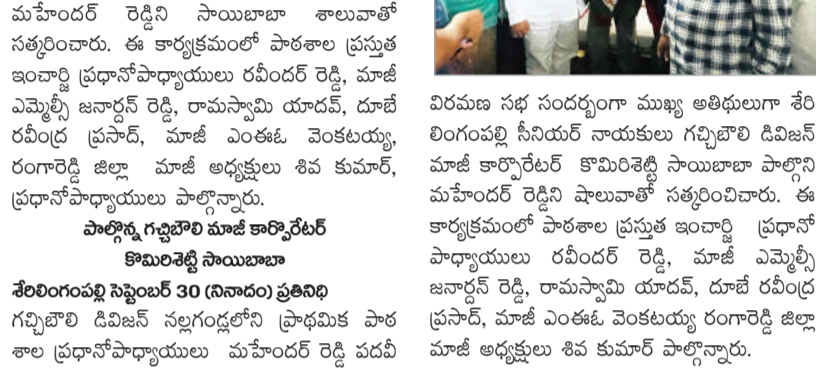 మహేందర్ రెడ్డిని సాయిబాబా శాలువాతో
సత్కరించారు. ఈ కార్యక్రమంలో పాఠశాల ప్రస్తుత
ఇంచార్జి ప్రధానోపాధ్యాయులు రవీందర్ రెడ్డి, మాజీ
ఎమ్మెల్సీ జనార్దన్ రెడ్డి, రామస్వామి యాదవ్, దూబే
రవీంద్ర ప్రసాద్, మాజీ ఎంఈఓ వెంకటయ్య,
రంగారెడ్డి జిల్లా మాజీ అధ్యక్షులు శివ కుమార్,
ప్రధానోపాధ్యాయులు పాల్గొన్నారు.
పాల్గొన్న గచ్చిబౌలి మాజీ కార్పొరేటర్
కొమిరిశెట్టి సాయిబాబా
శేరిలింగంపల్లి సెప్టెంబర్ 30 (నినాదం) ప్రతినిధి
గచ్చిబౌలి డివిజన్ నల్లగండ్లలోని ప్రాథమిక పాఠ
శాల ప్రధానోపాధ్యాయులు మహేందర్ రెడ్డి పదవీ
విరమణ సభ సందర్బంగా ముఖ్య అతిథులుగా శేరి
లింగంపల్లి సీనియర్ నాయకులు గచ్చిబౌలి డివిజన్
మాజీ కార్పొరేటర్ కొమిరిశెట్టి సాయిబాబా పాల్గొని
మహేందర్ రెడ్డిని షాలువాతో సత్కరించిచారు. ఈ
కార్యక్రమంలో పాఠశాల ప్రస్తుత ఇంచార్జి ప్రధానో
పాధ్యాయులు రవీందర్ రెడ్డి, మాజీ ఎమ్మెల్సీ
జనార్దన్ రెడ్డి, రామస్వామి యాదవ్, దూబే రవీంద్ర
ప్రసాద్, మాజీ ఎంఈఓ వెంకటయ్య రంగారెడ్డి జిల్లా
మాజీ అధ్యక్షులు శివ కుమార్ పాల్గొన్నారు.